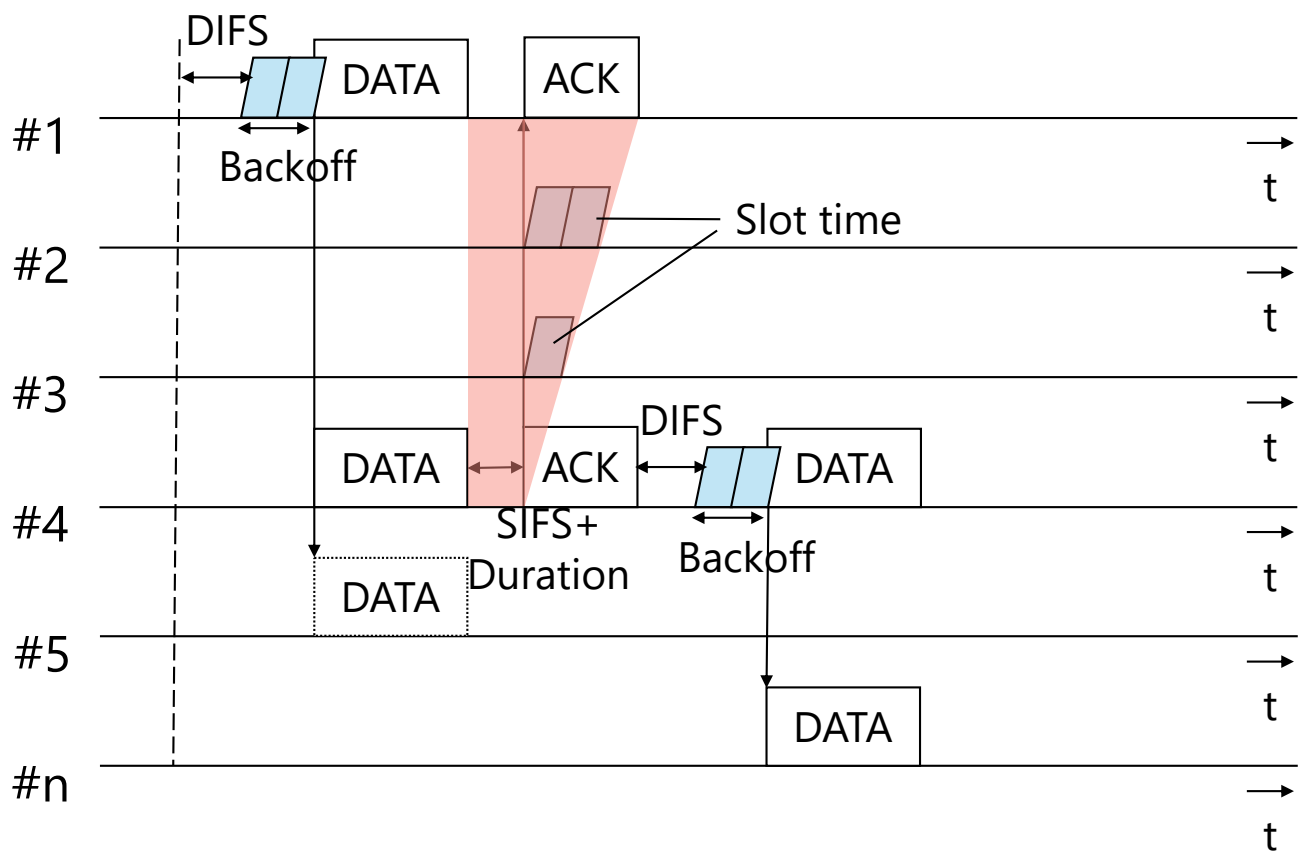 DIFS
DATA
ACK
#1
Backoff
t
Slot time
#2
t
#3
DIFS
t
DATA
ACK
DATA
#4
SIFS+
Duration
Backoff
t
DATA
#5
t
DATA
#n
t